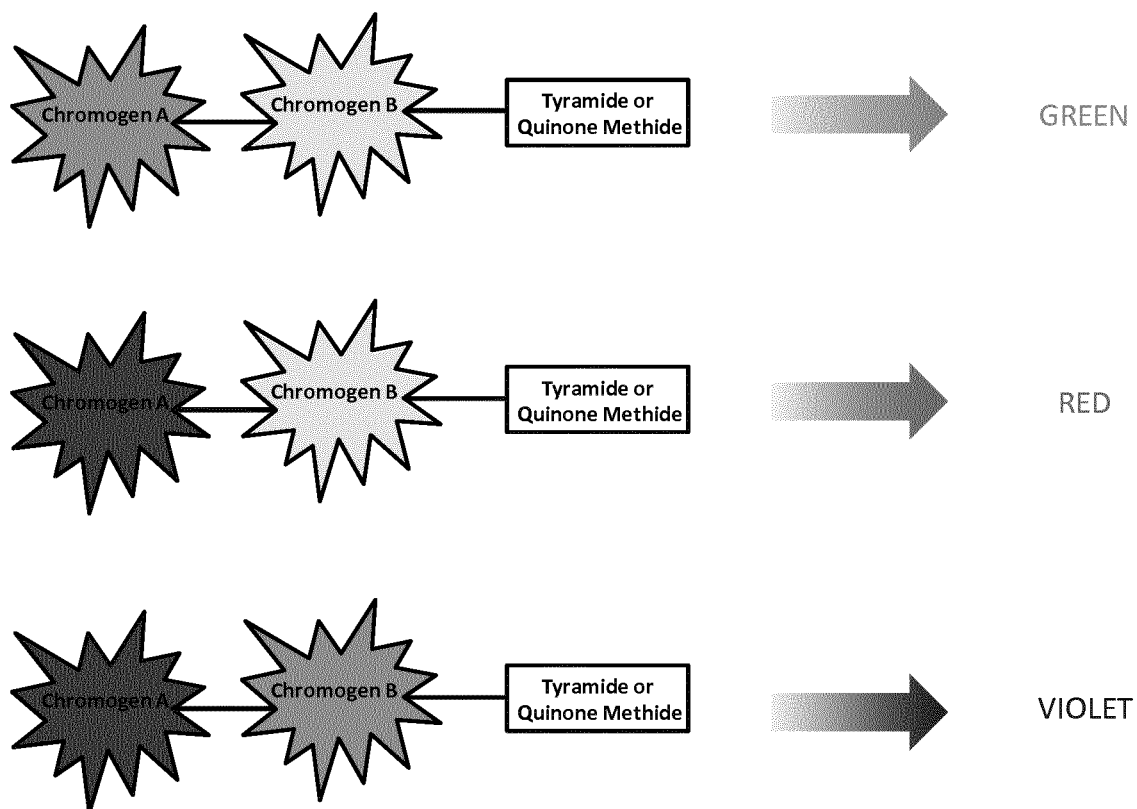 Chromogen A
Chromogen B
Tyramide or
Quinone Methide
GREEN
Chromogen A
Chromogen B
Tyramide or
Quinone Methide
RED
Chromogen A
Chromogen B
Tyramide or
Quinone Methide
VIOLET